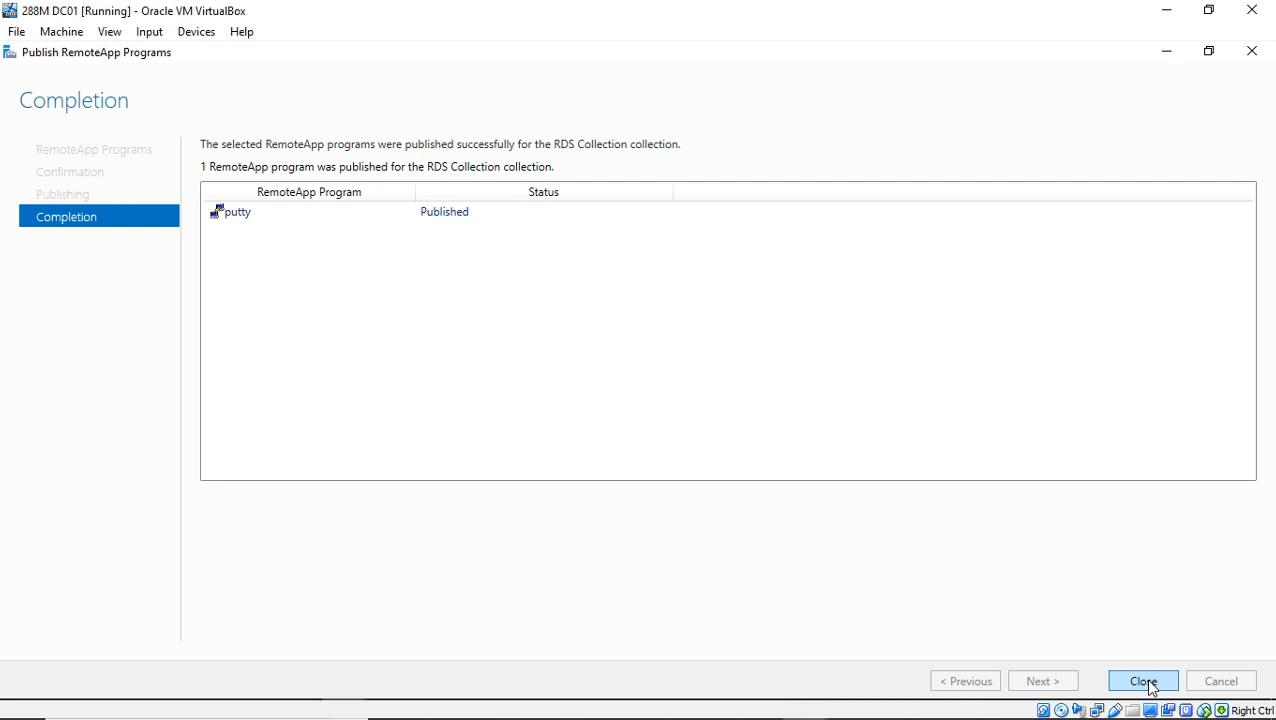 288M DC01 [Running] - Oracle VM VirtualBox
File Machine View Input Devices Help
Publish RemoteApp Programs
Completion
RemoteApp Programs
Confirmation
Publishing
Completion
The selected RemoteApp programs were published successfully for the RDS Collection collection.
1 RemoteApp program was published for the RDS Collection collection.
RemoteApp Program Status
putty Published
< Previous Next > Close Cancel
Right Ctrl